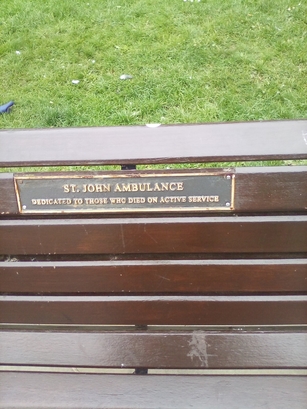 ST. JOHN AMBULANCE
DEDICATED TO THOSE WHO DIED ON ACTIVE SERVICE